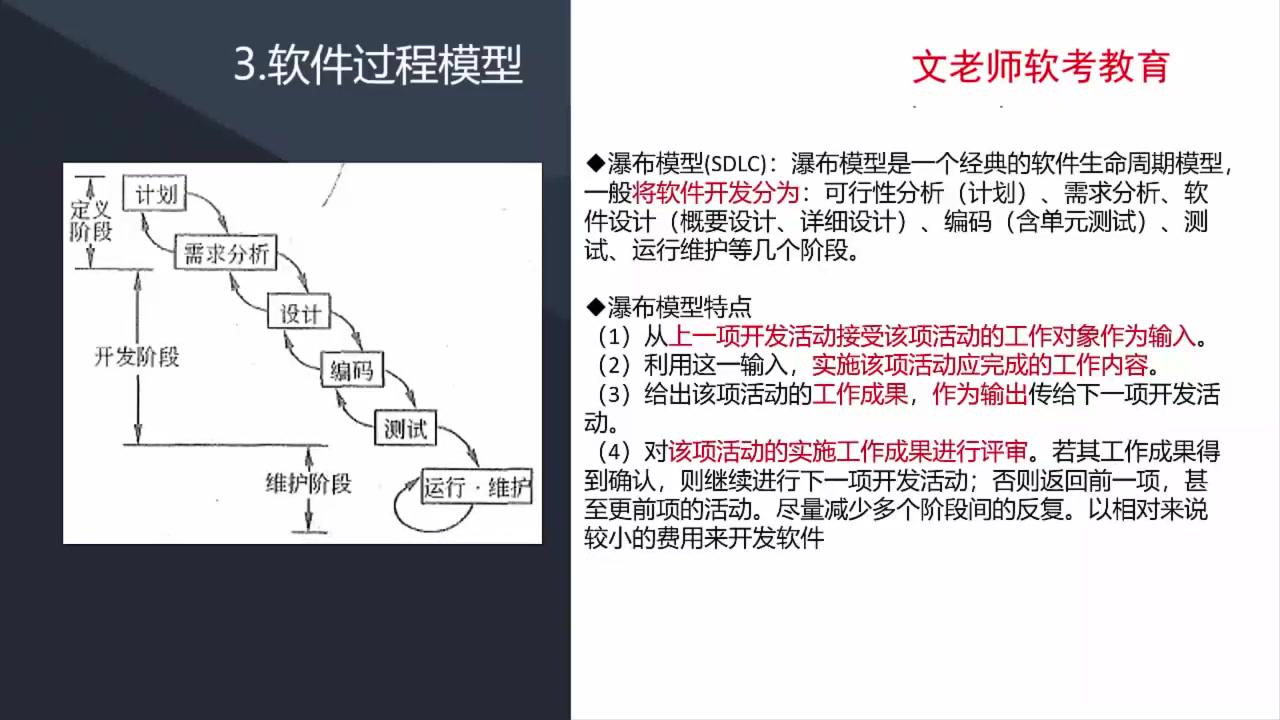 3.软件过程模型
文老师软考教育
计划
定义
阶段
需求分析
设计
开发阶段
编码
测试
维护阶段
运行·维护
◆瀑布模型(SDLC)：瀑布模型是一个经典的软件生命周期模型，
一般将软件开发分为：可行性分析（计划）、需求分析、软
件设计（概要设计、详细设计）、编码（含单元测试）、测
试、运行维护等几个阶段。
◆瀑布模型特点
（1）从上一项开发活动接受该项活动的工作对象作为输入。
（2）利用这一输入，实施该项活动应完成的工作内容。
（3）给出该项活动的工作成果，作为输出传给下一项开发活
动。
（4）对该项活动的实施工作成果进行评审。若其工作成果得
到确认，则继续进行下一项开发活动；否则返回前一项，甚
至更前项的活动。尽量减少多个阶段间的反复。以相对来说
较小的费用来开发软件